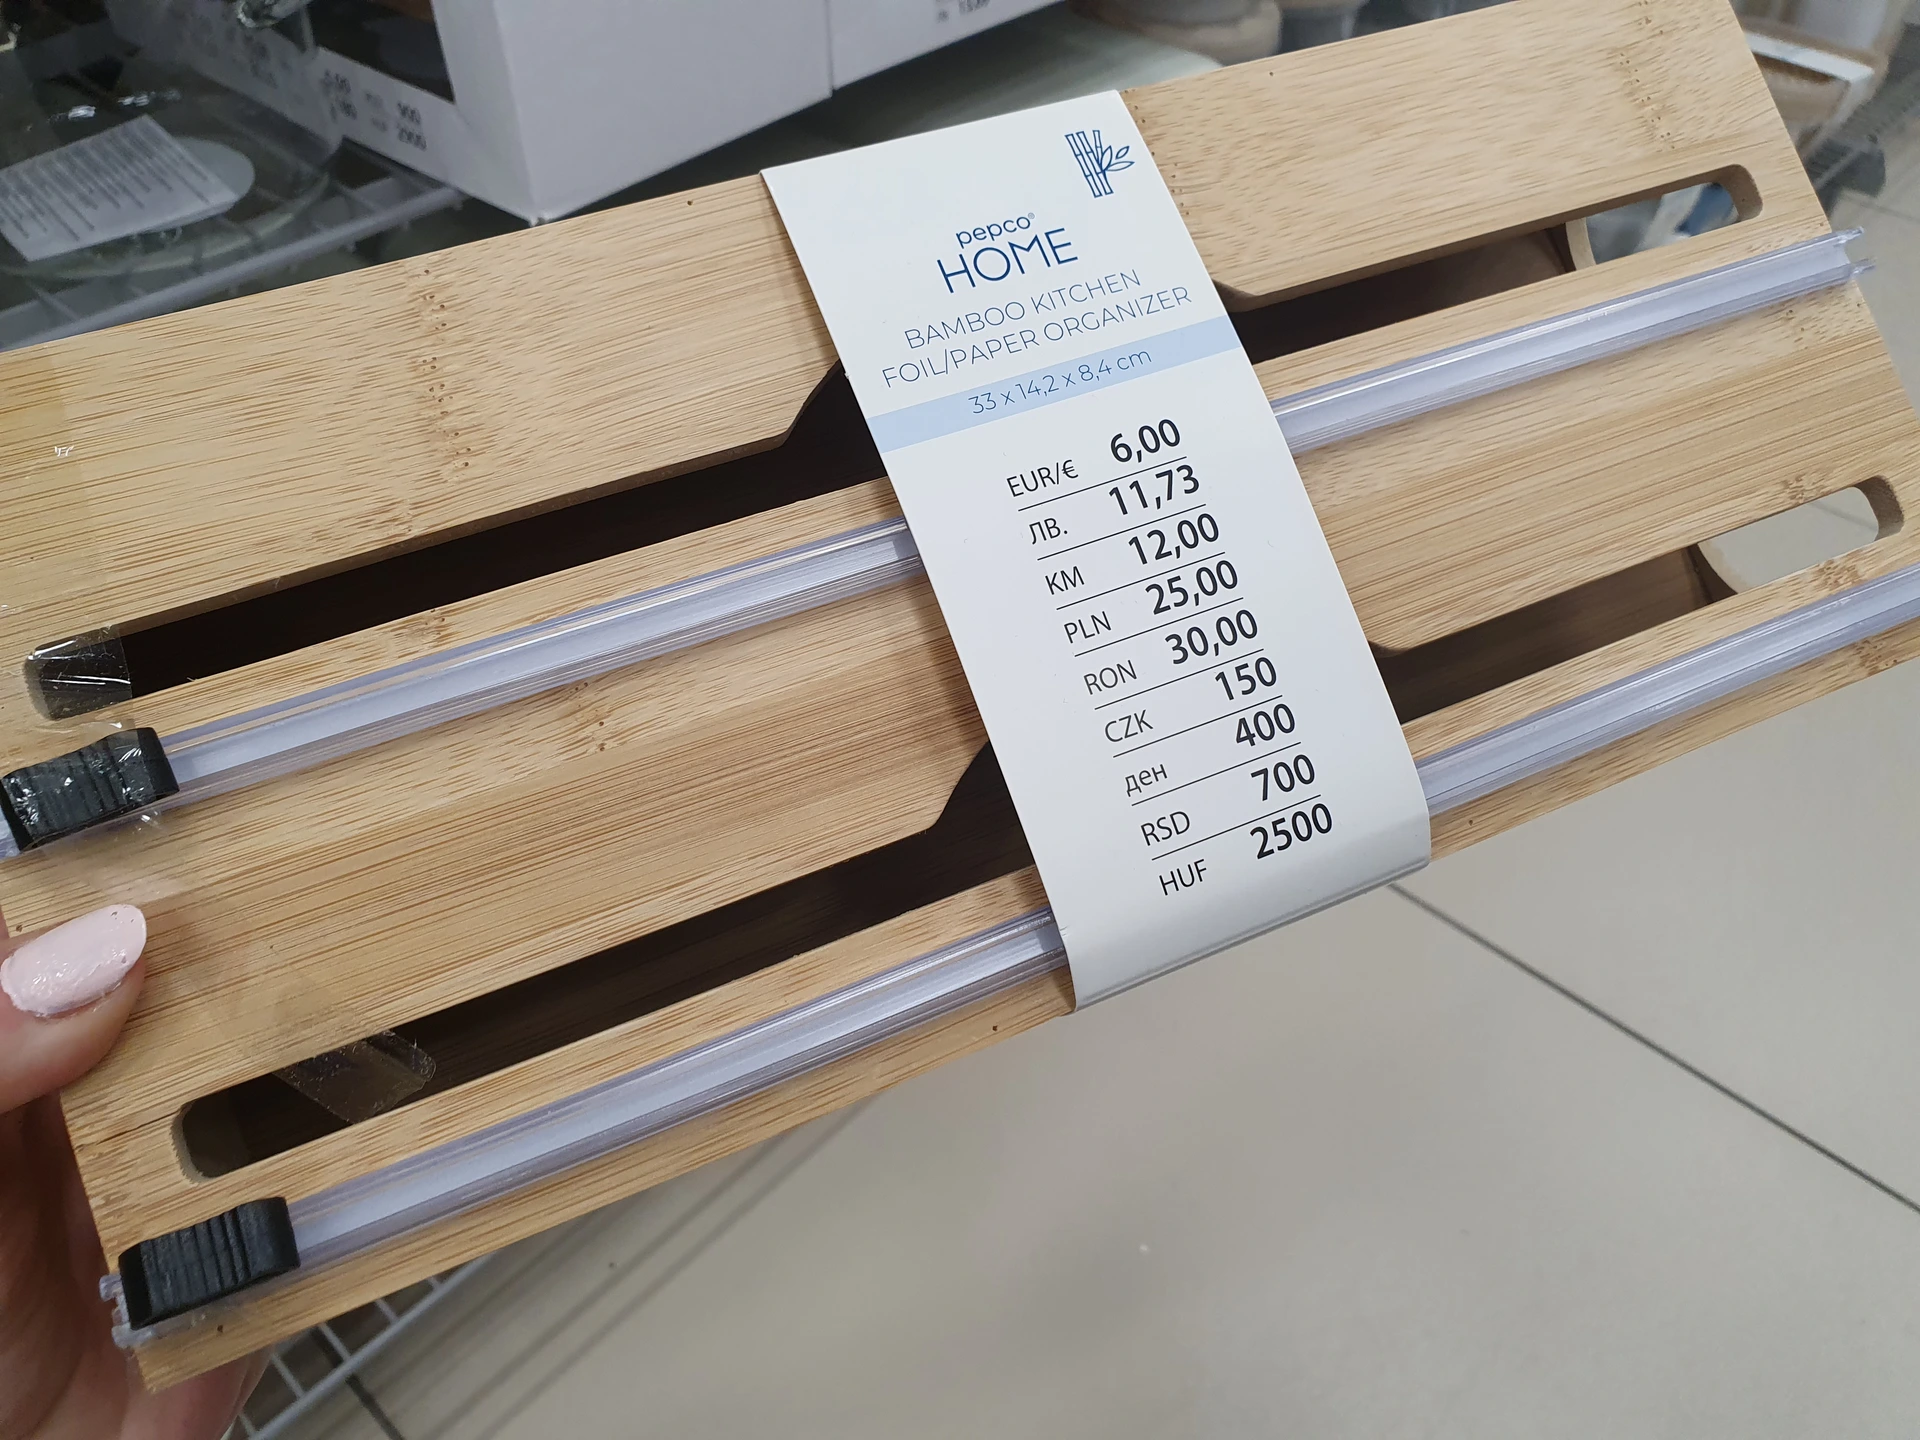 pepco®
HOME
BAMBOO KITCHEN
FOIL/PAPER ORGANIZER
33 x 14,2 x 8,4 cm
EUR/€ 6,00
ЛВ. 11,73
KM 12,00
PLN 25,00
RON 30,00
CZK 150
ден 400
RSD 700
HUF 2500
900